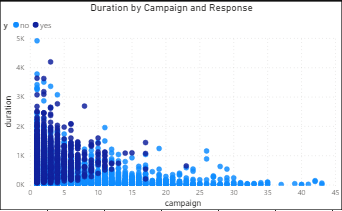 Duration by Campaign and Response
y no yes
5K
4K
3K
2K
1K
0K
duration
0 5 10 15 20 25 30 35 40 45
campaign